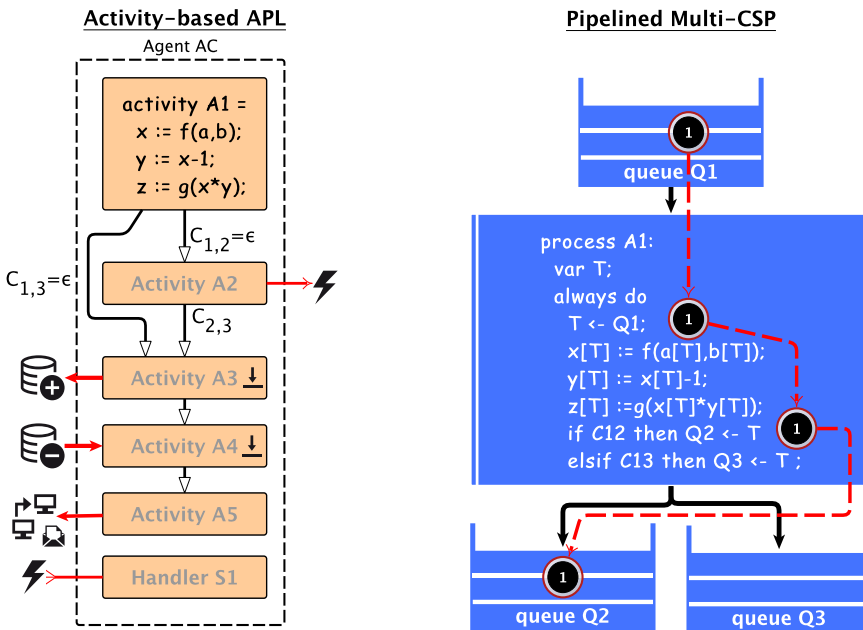 Activity-based APL
Agent AC
activity A1 =
x := f(a,b);
y := x-1;
z := g(x*y);
C1,2=ϵ
C1,3=ϵ
Activity A2
C2,3
Activity A3
Activity A4
Activity A5
Handler S1
Pipelined Multi-CSP
1
queue Q1
process A1:
var T;
always do
T <- Q1;
1
x[T] := f(a[T],b[T]);
y[T] := x[T]-1;
z[T] :=g(x[T]*y[T]);
if C12 then Q2 <- T
1
elsif C13 then Q3 <- T ;
1
queue Q2
queue Q3